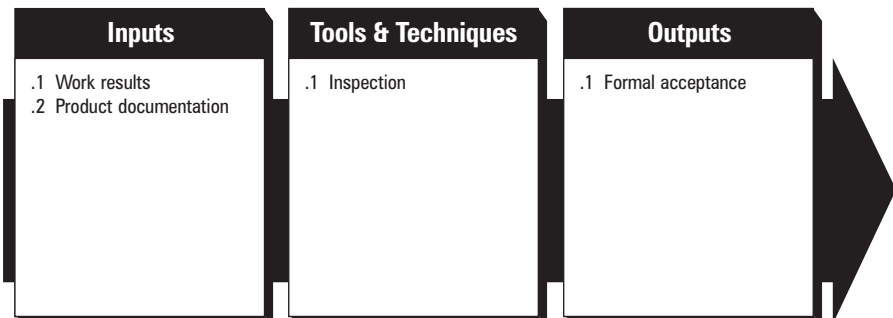 Inputs
.1 Work results
.2 Product documentation
Tools & Techniques
.1 Inspection
Outputs
.1 Formal acceptance